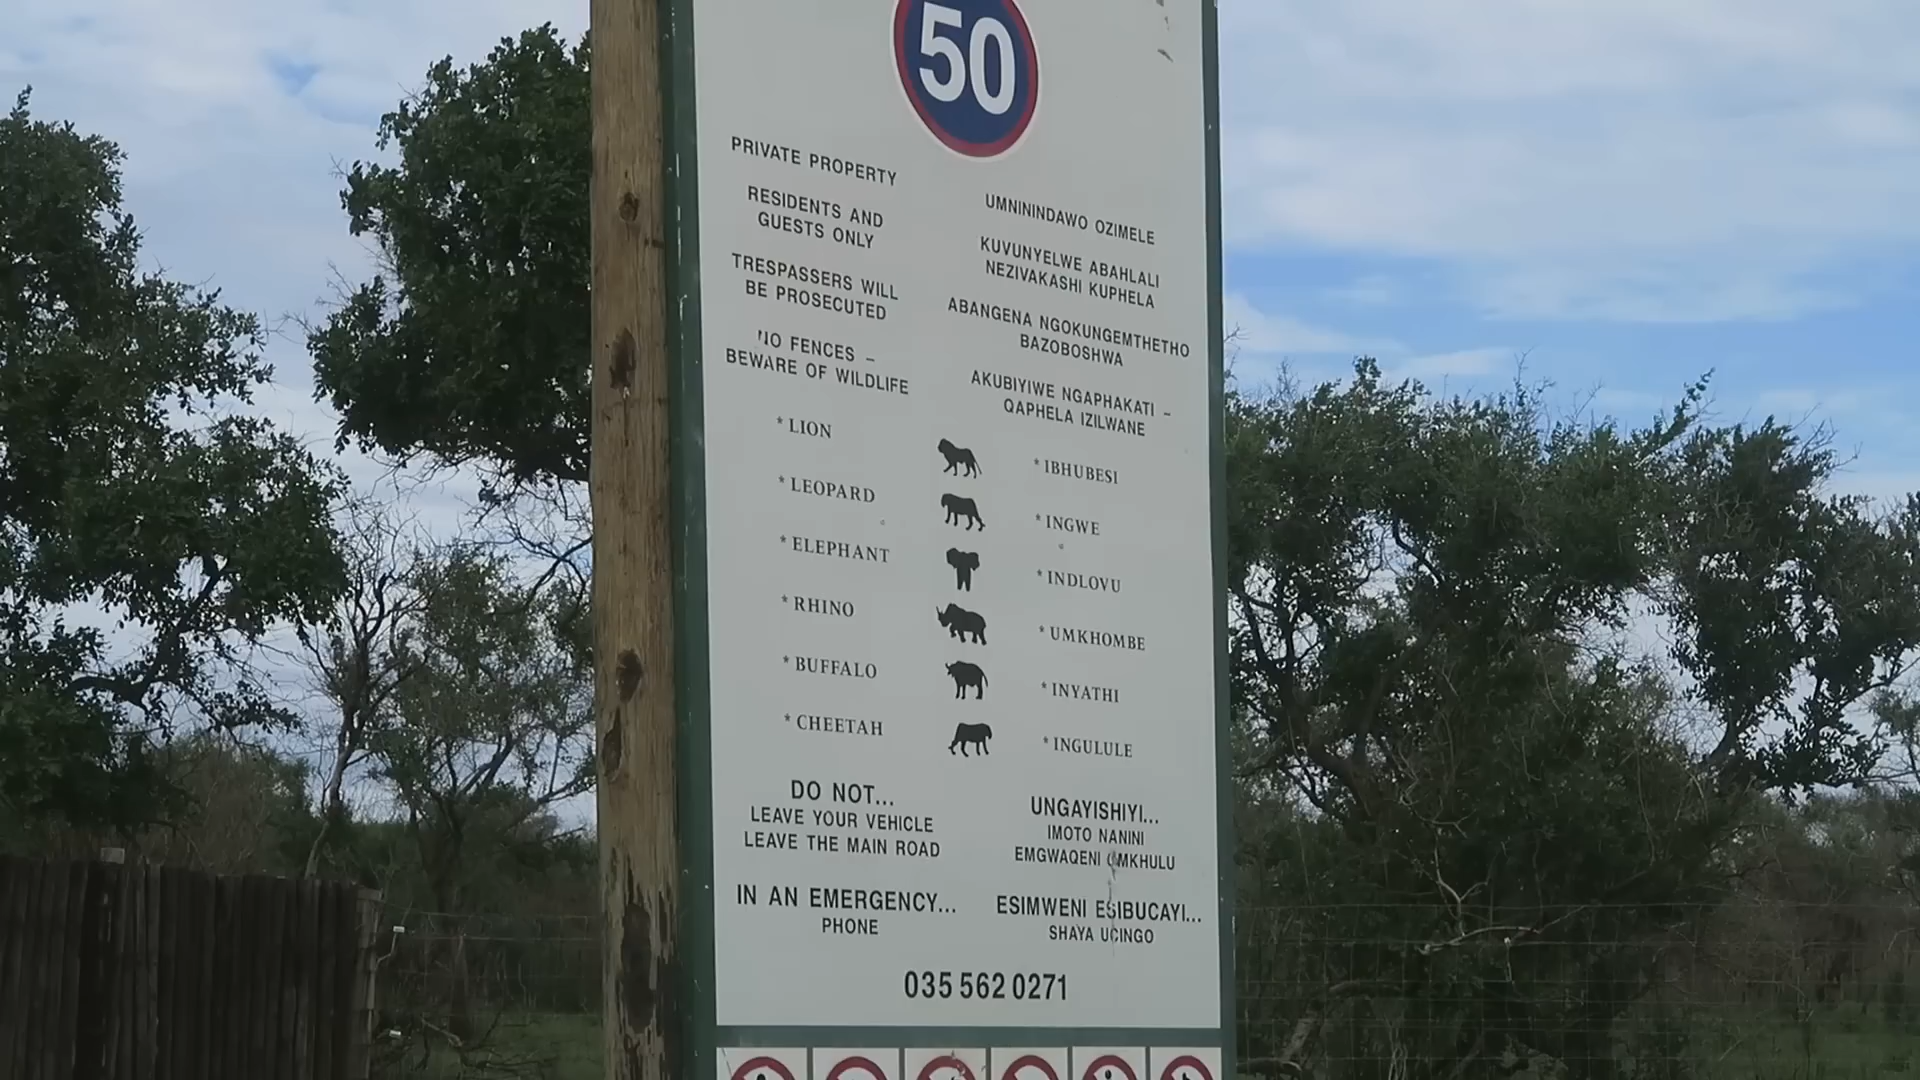 50
PRIVATE PROPERTY
RESIDENTS AND
GUESTS ONLY
TRESPASSERS WILL
BE PROSECUTED
NO FENCES –
BEWARE OF WILDLIFE
* LION
* LEOPARD
* ELEPHANT
* RHINO
* BUFFALO
* CHEETAH
DO NOT...
LEAVE YOUR VEHICLE
LEAVE THE MAIN ROAD
IN AN EMERGENCY...
PHONE
UMNININDAWO OZIMELE
KUVUNYELWE ABAHLALI
NEZIVAKASHI KUPHELA
ABANGENA NGOKUNGEMTHETHO
BAZOBOSHWA
AKUBIYIWE NGAPHAKATI –
QAPHELA IZILWANE
* IBHUBESI
* INGWE
* INDLOVU
* UMKHOMBE
* INYATHI
* INGULULE
UNGAYISHIYI...
IMOTO NANINI
EMGWAQENI OMKHULU
ESIMWENI ESIBUCAYI...
SHAYA UCINGO
035 562 0271